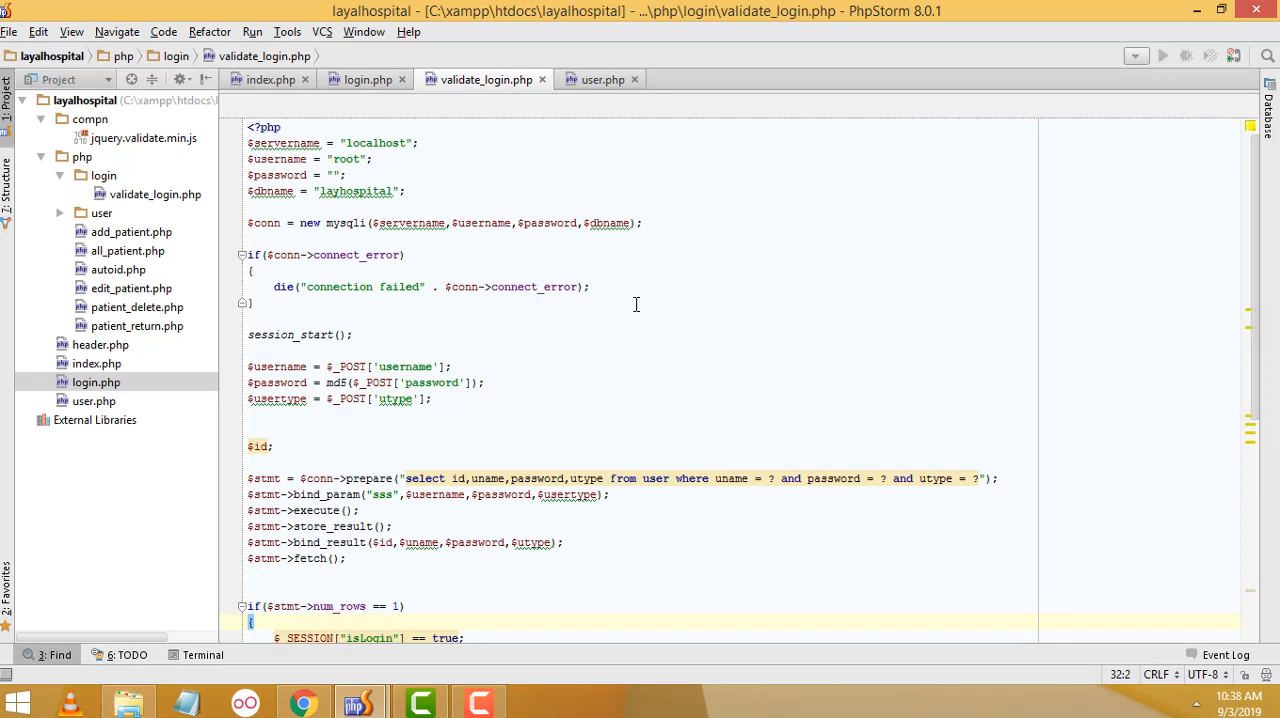 layalhospital - [C:\xampp\htdocs\layalhospital] - ...\php\login\validate_login.php - PhpStorm 8.0.1
File Edit View Navigate Code Refactor Run Tools VCS Window Help
layalhospital php login validate_login.php
1: Project
Project
index.php login.php validate_login.php user.php
layalhospital (C:\xampp\htdocs\l
compn
jquery.validate.min.js
php
login
validate_login.php
user
add_patient.php
all_patient.php
autoid.php
edit_patient.php
patient_delete.php
patient_return.php
header.php
index.php
login.php
user.php
External Libraries
7: Structure
2: Favorites
Database
<?php
$servername = "localhost";
$username = "root";
$password = "";
$dbname = "layhospital";
$conn = new mysqli($servername,$username,$password,$dbname);
if($conn->connect_error)
{
die("connection failed" . $conn->connect_error);
}
session_start();
$username = $_POST['username'];
$password = md5($_POST['password']);
$usertype = $_POST['utype'];
$id;
$stmt = $conn->prepare("select id,uname,password,utype from user where uname = ? and password = ? and utype = ?");
$stmt->bind_param("sss",$username,$password,$usertype);
$stmt->execute();
$stmt->store_result();
$stmt->bind_result($id,$uname,$password,$utype);
$stmt->fetch();
if($stmt->num_rows == 1)
{
$_SESSION["isLogin"] == true;
3: Find 6: TODO Terminal Event Log
32:2 CRLF UTF-8
10:38 AM
9/3/2019